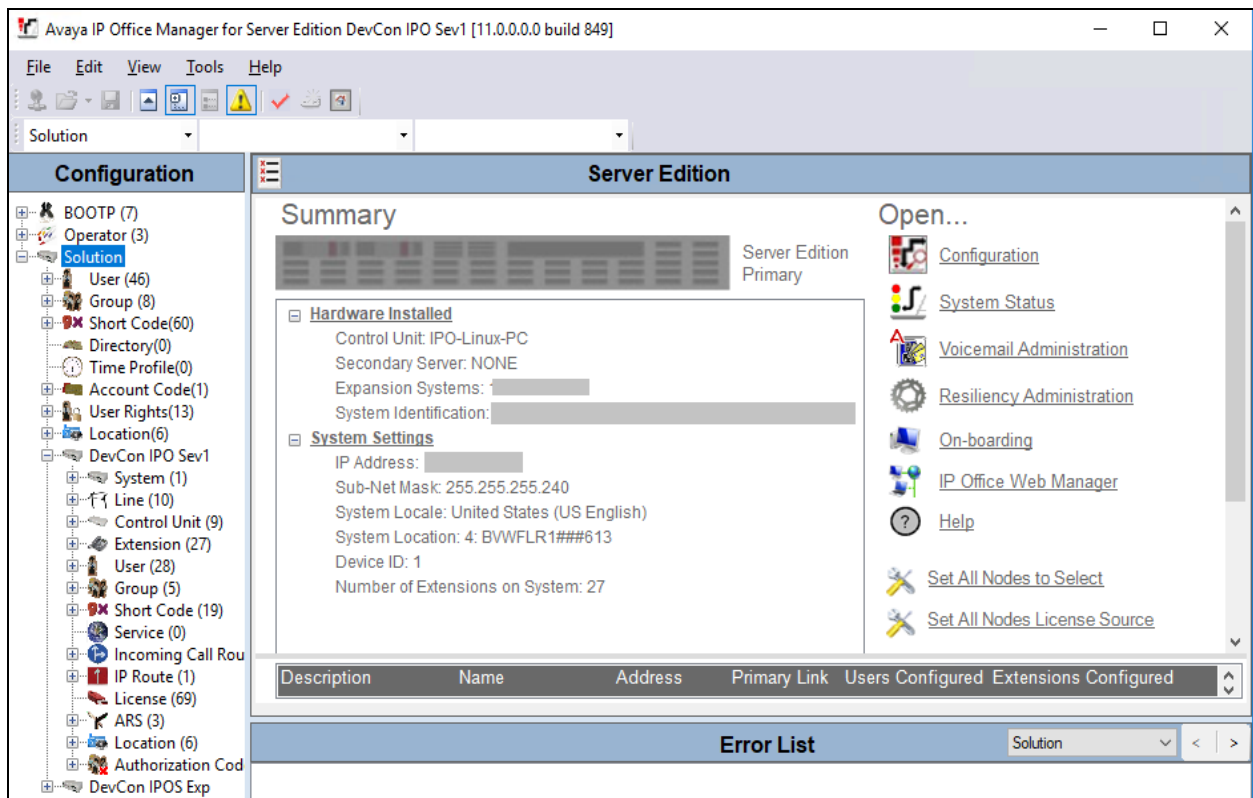 Avaya IP Office Manager for Server Edition DevCon IPO Sev1 [11.0.0.0.0 build 849]
File Edit View Tools Help
Solution
Configuration
BOOTP (7)
Operator (3)
Solution
User (46)
Group (8)
Short Code(60)
Directory(0)
Time Profile(0)
Account Code(1)
User Rights(13)
Location(6)
DevCon IPO Sev1
System (1)
Line (10)
Control Unit (9)
Extension (27)
User (28)
Group (5)
Short Code (19)
Service (0)
Incoming Call Rou
IP Route (1)
License (69)
ARS (3)
Location (6)
Authorization Cod
DevCon IPOS Exp
Server Edition
Summary
Server Edition
Primary
Hardware Installed
Control Unit: IPO-Linux-PC
Secondary Server: NONE
Expansion Systems:
System Identification:
System Settings
IP Address:
Sub-Net Mask: 255.255.255.240
System Locale: United States (US English)
System Location: 4: BVWFLR1###613
Device ID: 1
Number of Extensions on System: 27
Open...
Configuration
System Status
Voicemail Administration
Resiliency Administration
On-boarding
IP Office Web Manager
Help
Set All Nodes to Select
Set All Nodes License Source
Description Name Address Primary Link Users Configured Extensions Configured
Error List
Solution